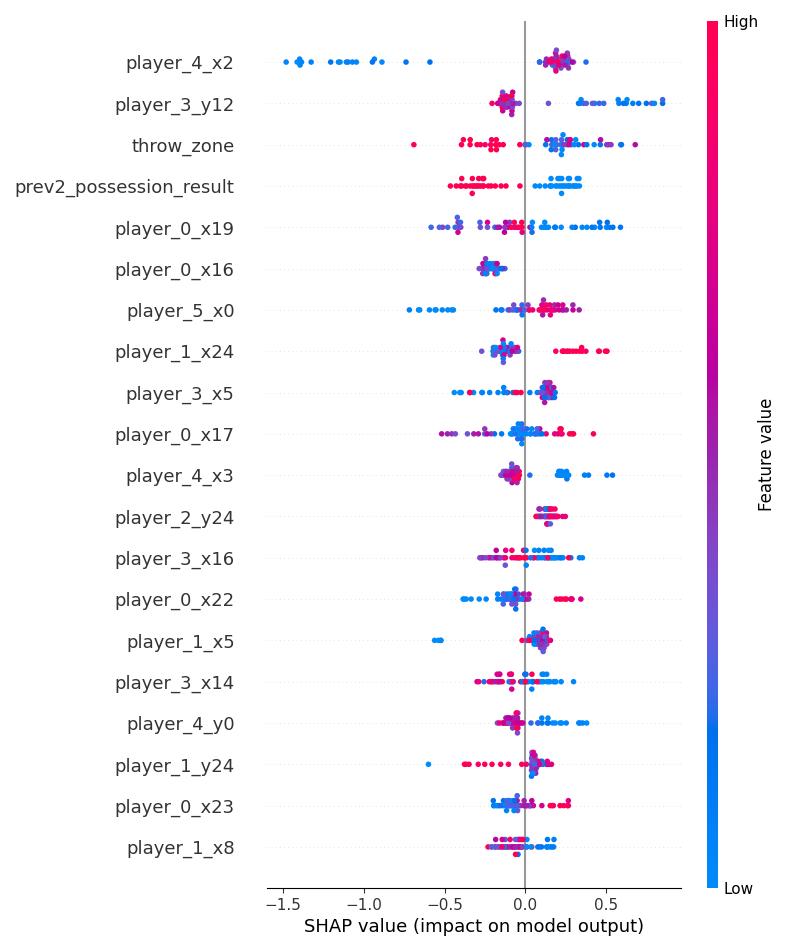 High
player_4_x2
player_3_y12
throw_zone
prev2_possession_result
player_0_x19
player_0_x16
player_5_x0
player_1_x24
player_3_x5
player_0_x17
player_4_x3
player_2_y24
player_3_x16
player_0_x22
player_1_x5
player_3_x14
player_4_y0
player_1_y24
player_0_x23
player_1_x8
Feature value
Low
−1.5 −1.0 −0.5 0.0 0.5
SHAP value (impact on model output)